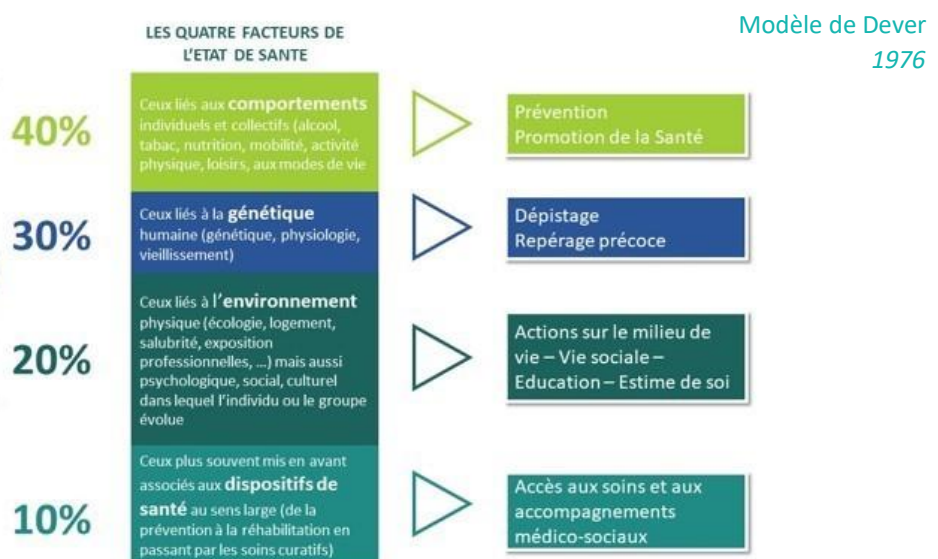 LES QUATRE FACTEURS DE
L'ETAT DE SANTE
Modèle de Dever
1976
40%
Ceux liés aux comportements
individuels et collectifs (alcool,
tabac, nutrition, mobilité, activité
physique, loisirs, aux modes de vie
Prévention
Promotion de la Santé
30%
Ceux liés à la génétique
humaine (génétique, physiologie,
vieillissement)
Dépistage
Repérage précoce
20%
Ceux liés à l'environnement
physique (écologie, logement,
salubrité, exposition
professionnelles, ...) mais aussi
psychologique, social, culturel
dans lequel l'individu ou le groupe
évolue
Actions sur le milieu de
vie – Vie sociale –
Education – Estime de soi
10%
Ceux plus souvent mis en avant
associés aux dispositifs de
santé au sens large (de la
prévention à la réhabilitation en
passant par les soins curatifs)
Accès aux soins et aux
accompagnements
médico-sociaux